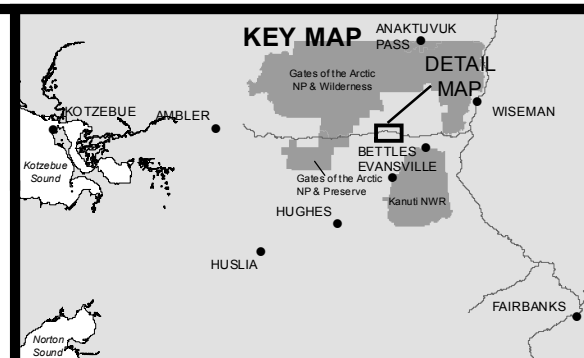 KEY MAP
ANAKTUVUK
PASS
Gates of the Arctic
NP & Wilderness
DETAIL
MAP
KOTZEBUE
AMBLER
WISEMAN
Kotzebue
Sound
BETTLES
EVANSVILLE
Gates of the Arctic
NP & Preserve
Kanuti NWR
HUGHES
HUSLIA
FAIRBANKS
Norton
Sound